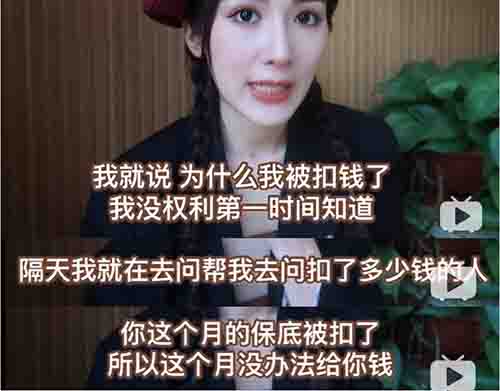 我就说 为什么我被扣钱了
我没权利第一时间知道
隔天我就在去问帮我去问扣了多少钱的人
你这个月的保底被扣了
所以这个月没办法给你钱